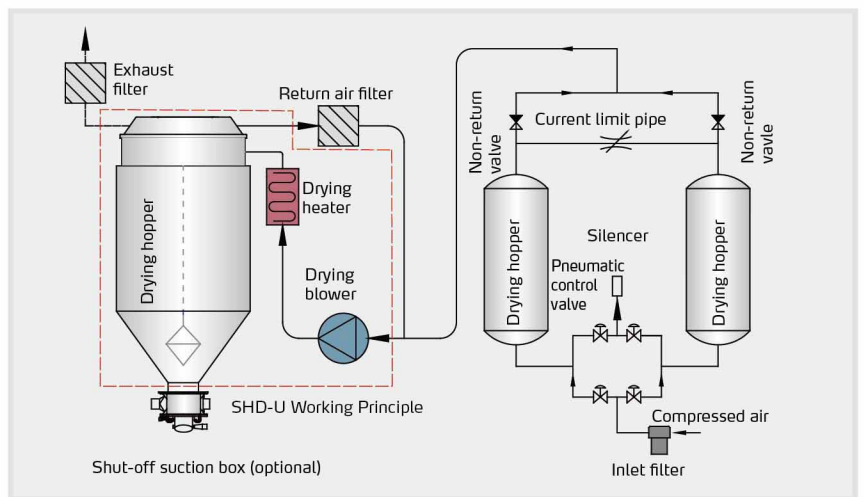 Exhaust
filter
Return air filter
Drying hopper
Drying
heater
Drying
blower
SHD-U Working Principle
Shut-off suction box (optional)
Non-return
valve
Current limit pipe
Non-return
vavle
Drying hopper
Silencer
Pneumatic
control
valve
Drying hopper
Compressed air
Inlet filter